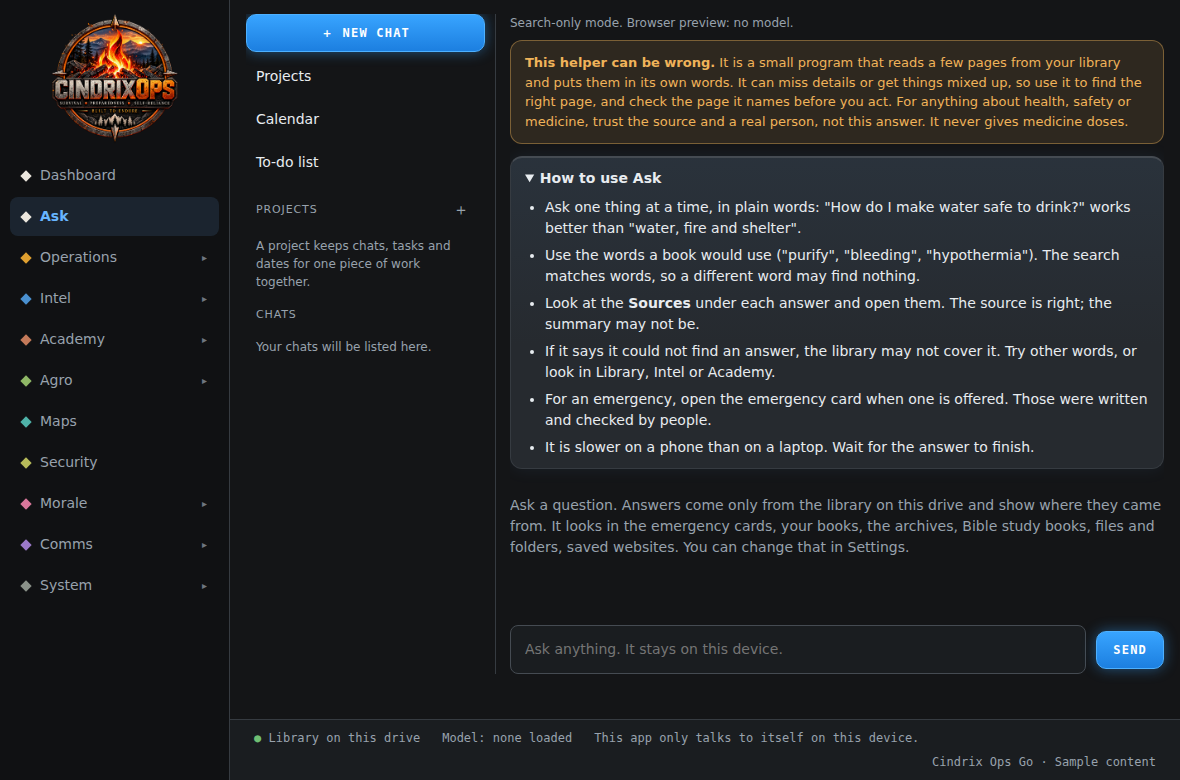 CINDRIXOPS
SURVIVAL • PREPAREDNESS • SELF-RELIANCE
BUILT TO ENDURE
Dashboard
Ask
Operations
Intel
Academy
Agro
Maps
Security
Morale
Comms
System
+ NEW CHAT
Projects
Calendar
To-do list
PROJECTS +
A project keeps chats, tasks and
dates for one piece of work
together.
CHATS
Your chats will be listed here.
Search-only mode. Browser preview: no model.
This helper can be wrong. It is a small program that reads a few pages from your library
and puts them in its own words. It can miss details or get things mixed up, so use it to find the
right page, and check the page it names before you act. For anything about health, safety or
medicine, trust the source and a real person, not this answer. It never gives medicine doses.
▼ How to use Ask
• Ask one thing at a time, in plain words: "How do I make water safe to drink?" works
better than "water, fire and shelter".
• Use the words a book would use ("purify", "bleeding", "hypothermia"). The search
matches words, so a different word may find nothing.
• Look at the Sources under each answer and open them. The source is right; the
summary may not be.
• If it says it could not find an answer, the library may not cover it. Try other words, or
look in Library, Intel or Academy.
• For an emergency, open the emergency card when one is offered. Those were written
and checked by people.
• It is slower on a phone than on a laptop. Wait for the answer to finish.
Ask a question. Answers come only from the library on this drive and show where they came
from. It looks in the emergency cards, your books, the archives, Bible study books, files and
folders, saved websites. You can change that in Settings.
Ask anything. It stays on this device.
SEND
Library on this drive Model: none loaded This app only talks to itself on this device.
Cindrix Ops Go · Sample content